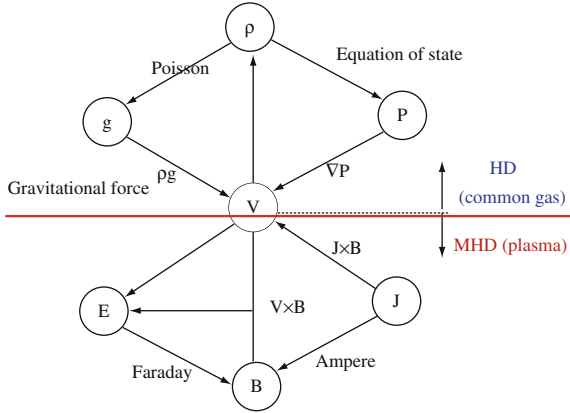 ρ
Poisson
Equation of state
g
P
ρg
∇P
HD
Gravitational force
(common gas)
V
MHD (plasma)
J×B
E
V×B
J
Faraday
Ampere
B